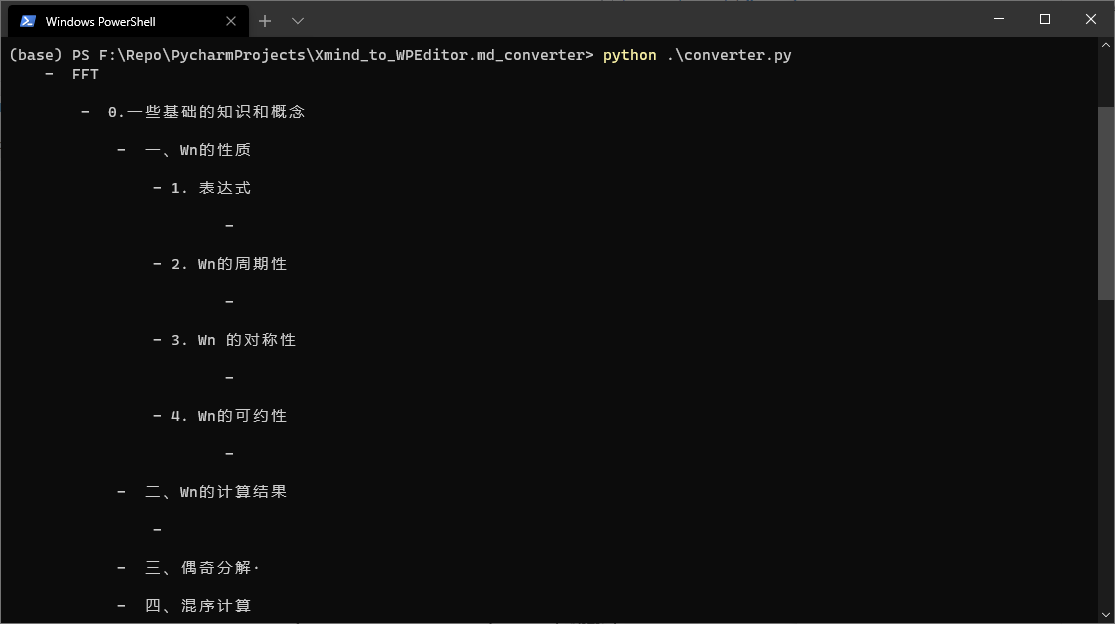 Windows PowerShell
(base) PS F:\Repo\PycharmProjects\Xmind_to_WPEditor.md_converter> python .\converter.py
- FFT
- 0.一些基础的知识和概念
- 一、Wn的性质
- 1. 表达式
-
- 2. Wn的周期性
-
- 3. Wn 的对称性
-
- 4. Wn的可约性
-
- 二、Wn的计算结果
-
- 三、偶奇分解·
- 四、混序计算